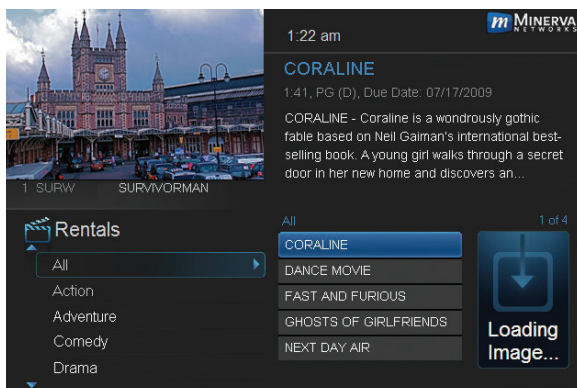 1:22 am
m MINERVA
NETWORKS
CORALINE
1:41, PG (D), Due Date: 07/17/2009
CORALINE - Coraline is a wondrously gothic
fable based on Neil Gaiman's international best-
selling book. A young girl walks through a secret
door in her new home and discovers an...
1 SURW SURVIVORMAN
Rentals
All
Action
Adventure
Comedy
Drama
All 1 of 4
CORALINE
DANCE MOVIE
FAST AND FURIOUS
GHOSTS OF GIRLFRIENDS
NEXT DAY AIR
Loading
Image...